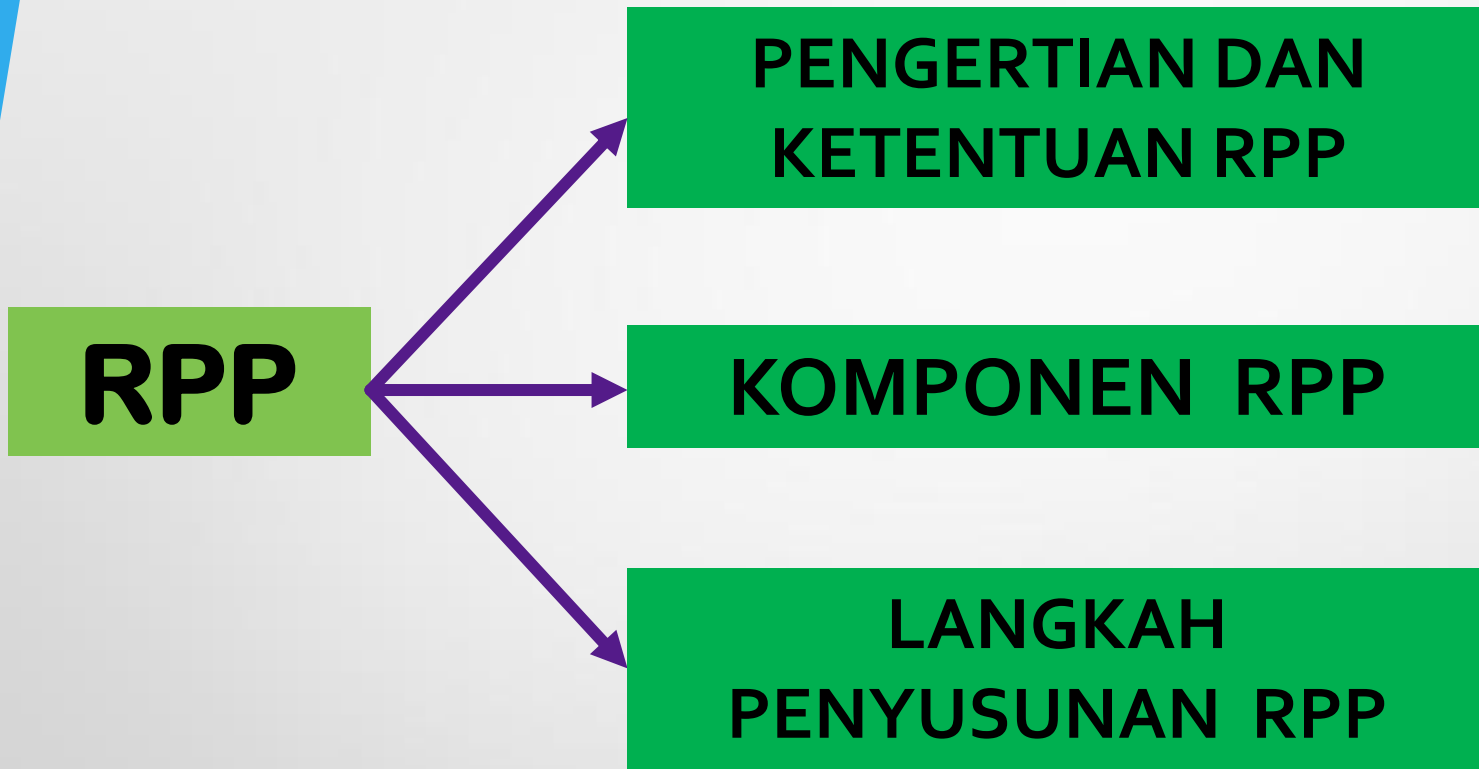 PENGERTIAN DAN
KETENTUAN RPP
RPP
KOMPONEN RPP
LANGKAH
PENYUSUNAN RPP